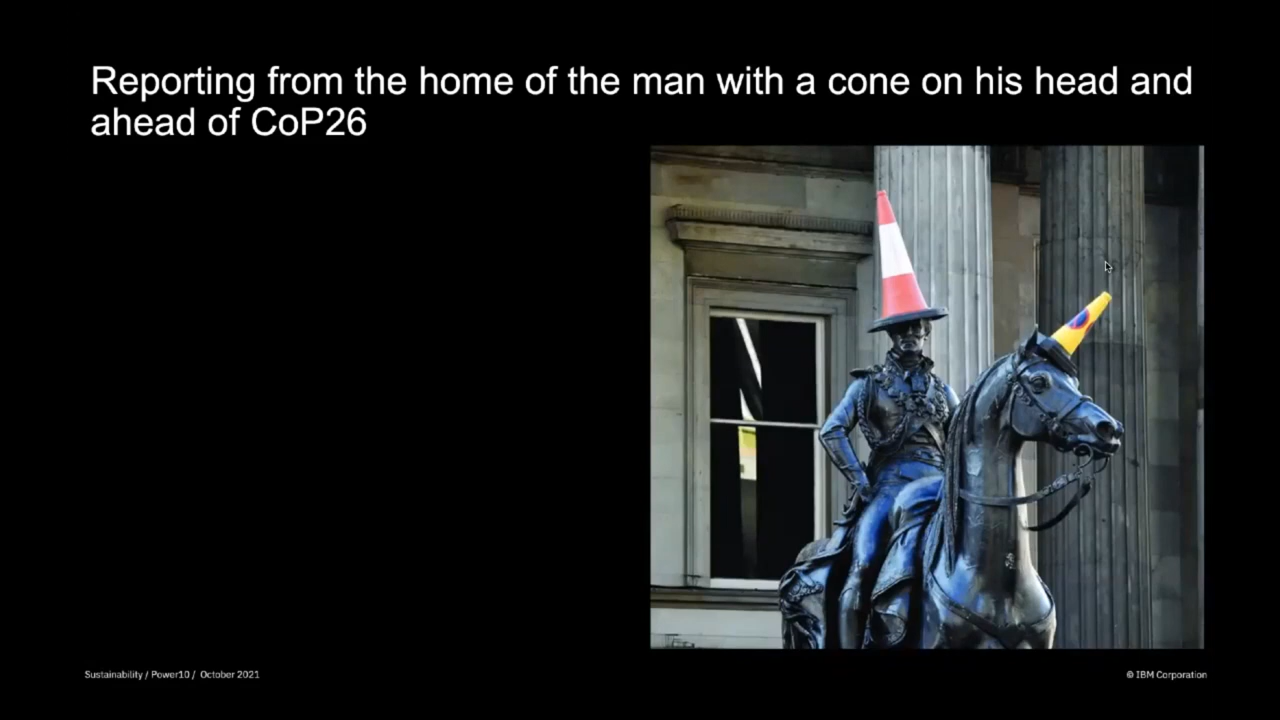 Reporting from the home of the man with a cone on his head and
ahead of CoP26
Sustainability / Power10 / October 2021
© IBM Corporation